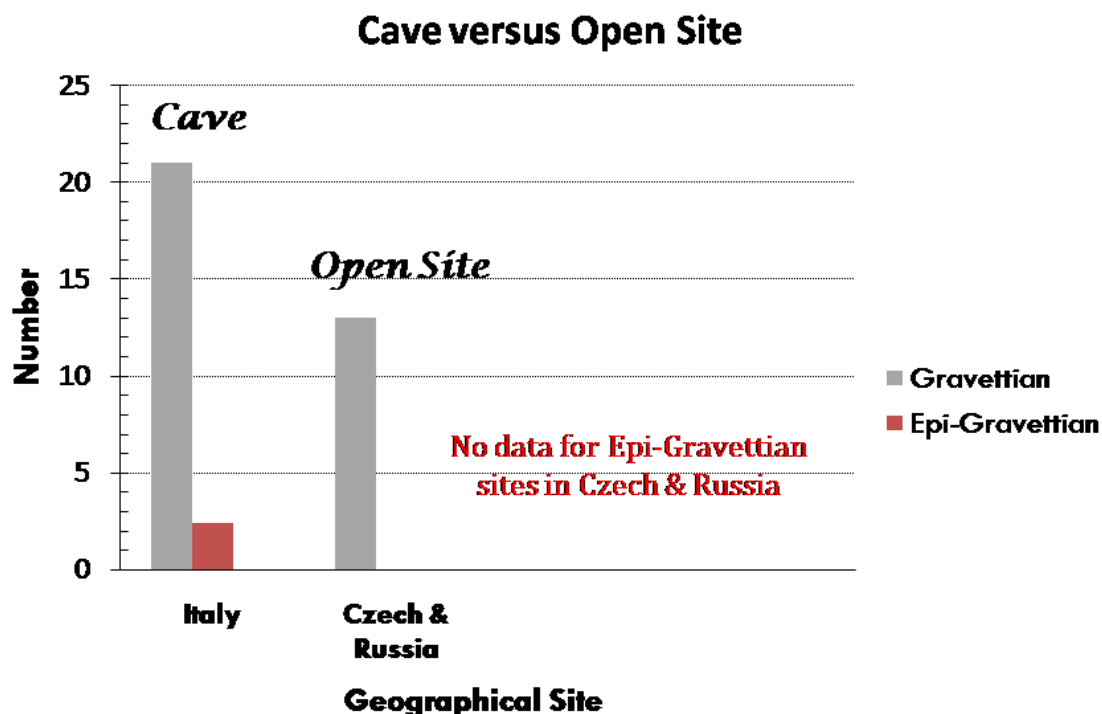 Cave versus Open Site
25
Cave
20
Open Site
15
Number
10
Gravettian
Epi-Gravettian
No data for Epi-Gravettian
sites in Czech & Russia
5
0
Italy
Czech &
Russia
Geographical Site